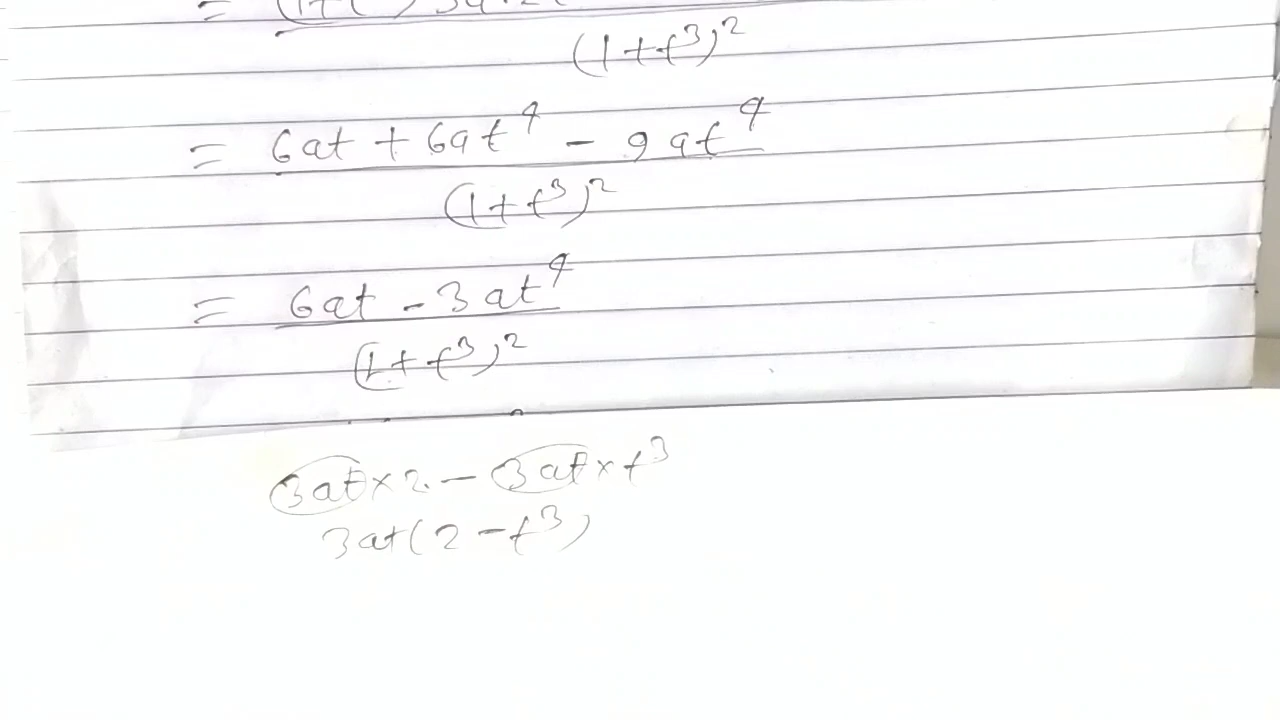 (1+t³)²
= 6at + 6at⁴ - 9at⁴
(1+t³)²
= 6at - 3at⁴
(1+t³)²
3at×2 - 3at×t³
3at(2-t³)